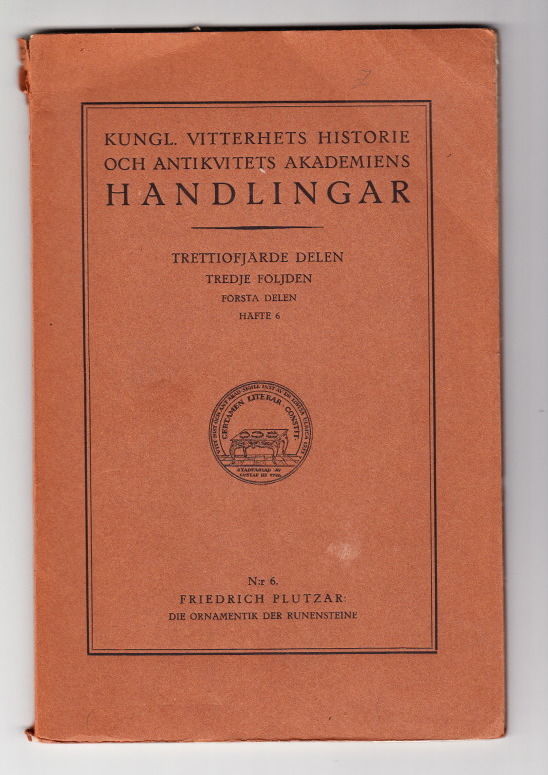 KUNGL. VITTERHETS HISTORIE
OCH ANTIKVITETS AKADEMIENS
HANDLINGAR
TRETTIOFJÄRDE DELEN
TREDJE FÖLJDEN
FÖRSTA DELEN
HÄFTE 6
CERTAMEN LITERAR. CONSTIT.
N:r 6.
FRIEDRICH PLUTZAR:
DIE ORNAMENTIK DER RUNENSTEINE